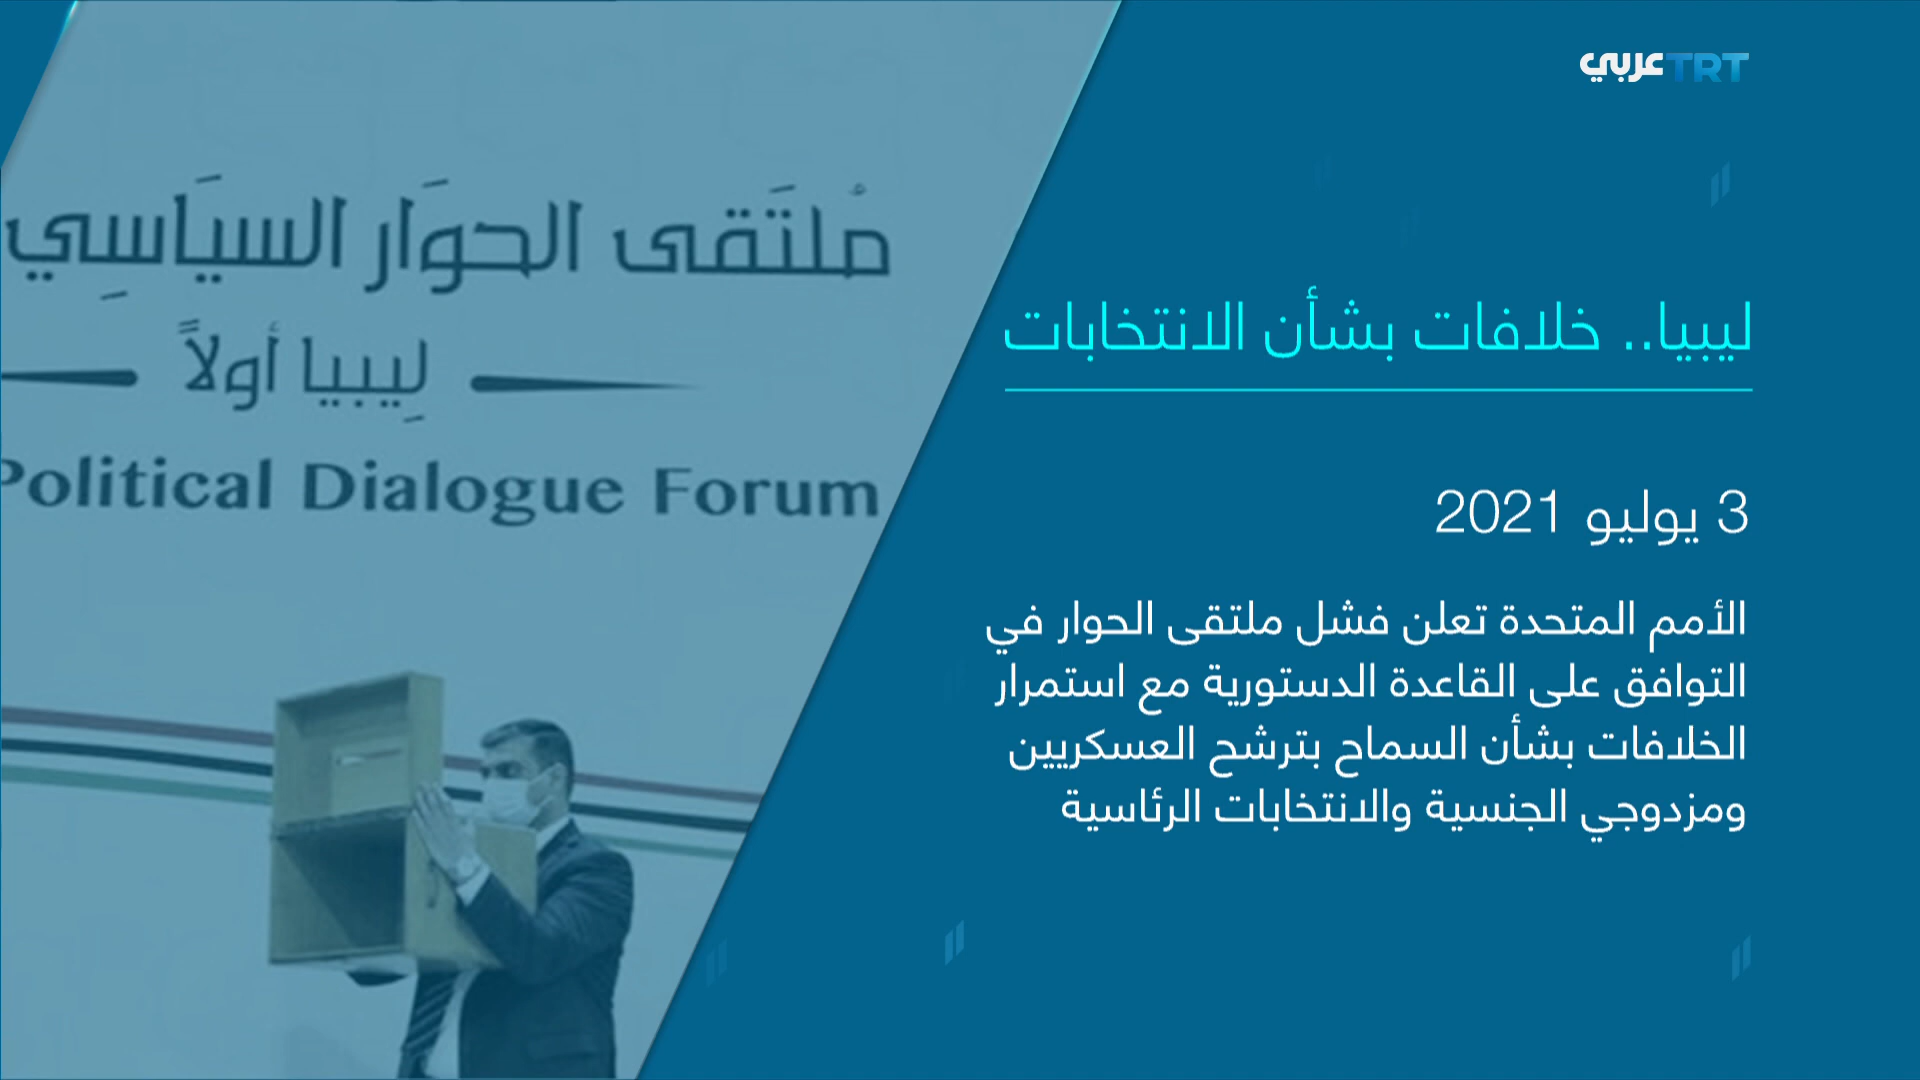 TRT عربي
ليبيا.. خلافات بشأن الانتخابات
3 يوليو 2021
الأمم المتحدة تعلن فشل ملتقى الحوار في
التوافق على القاعدة الدستورية مع استمرار
الخلافات بشأن السماح بترشح العسكريين
ومزدوجي الجنسية والانتخابات الرئاسية
مُلتَقى الحوَار السيَاسِي
لِيبيا أولاً
Political Dialogue Forum